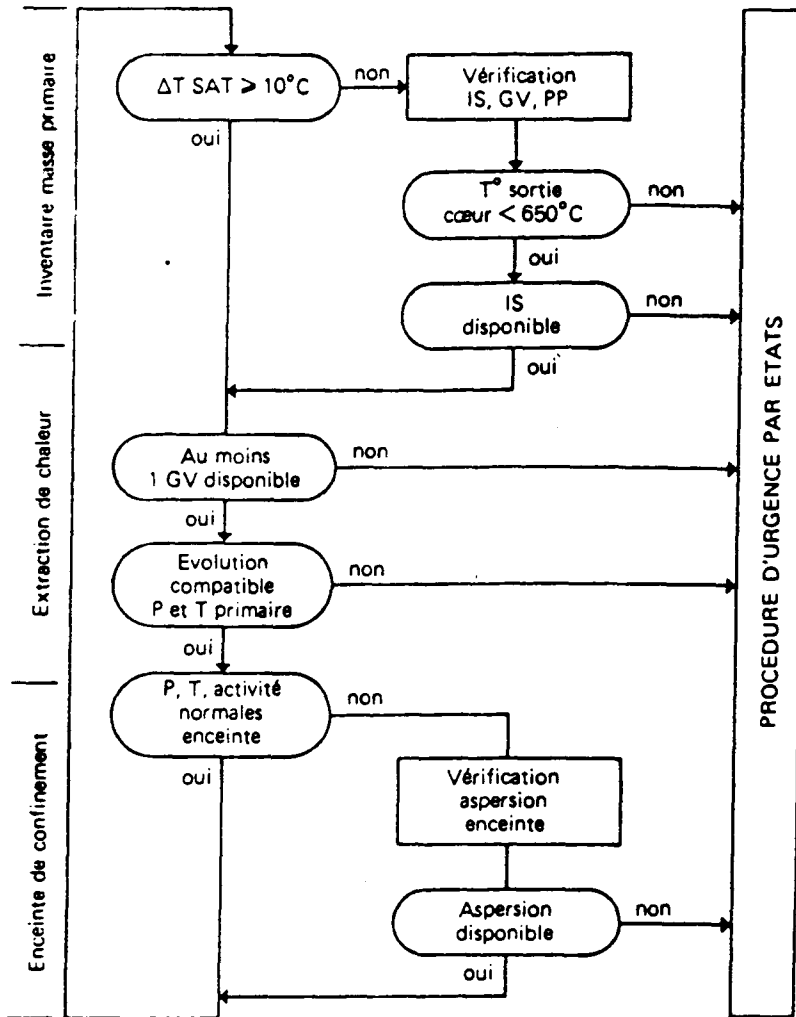 Inventaire masse primaire
ΔT SAT ⩾ 10°C
non
oui
Vérification
IS, GV, PP
T° sortie
cœur < 650°C
non
oui
IS
disponible
non
oui
Extraction de chaleur
Au moins
1 GV disponible
non
oui
Evolution
compatible
P et T primaire
non
oui
Enceinte de confinement
P, T, activité
normales
enceinte
non
oui
Vérification
aspersion
enceinte
Aspersion
disponible
non
oui
PROCEDURE D'URGENCE PAR ETATS